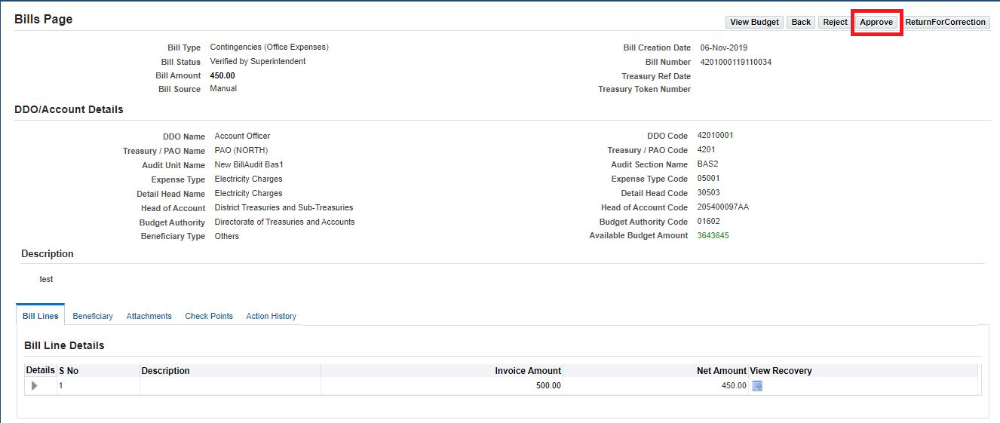 Bills Page
View Budget Back Reject Approve ReturnForCorrection
Bill Type Contingencies (Office Expenses) Bill Creation Date 06-Nov-2019
Bill Status Verified by Superintendent Bill Number 4201000119110034
Bill Amount 450.00 Treasury Ref Date
Bill Source Manual Treasury Token Number
DDO/Account Details
DDO Name Account Officer DDO Code 42010001
Treasury / PAO Name PAO (NORTH) Treasury / PAO Code 4201
Audit Unit Name New BillAudit Bas1 Audit Section Name BAS2
Expense Type Electricity Charges Expense Type Code 05001
Detail Head Name Electricity Charges Detail Head Code 30503
Head of Account District Treasuries and Sub-Treasuries Head of Account Code 205400097AA
Budget Authority Directorate of Treasuries and Accounts Budget Authority Code 01602
Beneficiary Type Others Available Budget Amount 3643645
Description
test
Bill Lines Beneficiary Attachments Check Points Action History
Bill Line Details
Details S No Description Invoice Amount Net Amount View Recovery
1 500.00 450.00